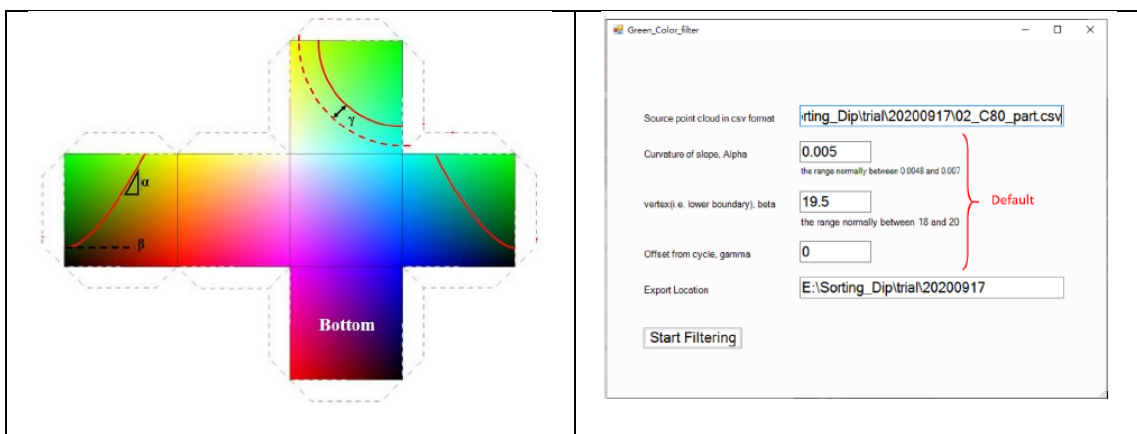 γ
α
β
Bottom
Green_Color_filter
Source point cloud in csv format
rting_Dip\trial\20200917\02_C80_part.csv
Curvature of slope, Alpha
0.005
the range normally between 0.0048 and 0.007
vertex(i.e. lower boundary), beta
19.5
the range normally between 18 and 20
Default
Offset from cycle, gamma
0
Export Location
E:\Sorting_Dip\trial\20200917
Start Filtering